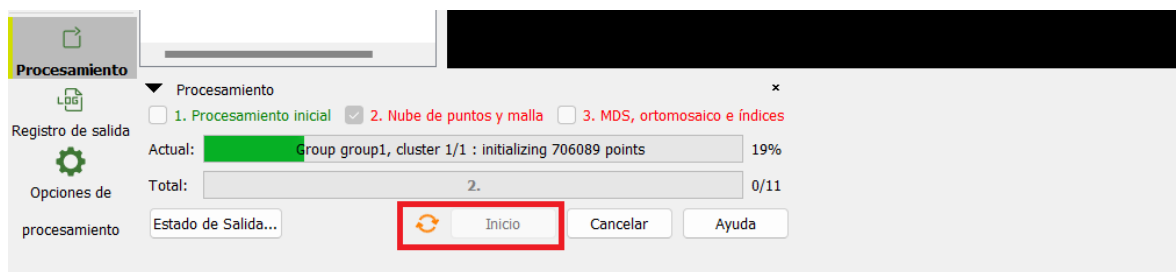 Procesamiento
LOG
Registro de salida
Opciones de
procesamiento
Procesamiento
×
1. Procesamiento inicial 2. Nube de puntos y malla 3. MDS, ortomosaico e índices
Actual: Group group1, cluster 1/1 : initializing 706089 points 19%
Total: 2. 0/11
Estado de Salida... Inicio Cancelar Ayuda